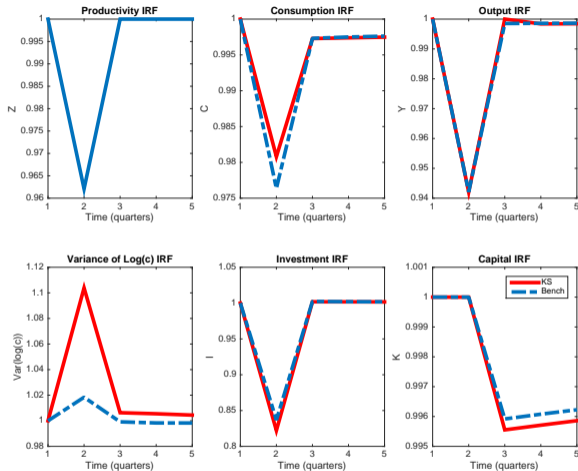 Productivity IRF
1
0.995
0.99
0.985
0.98
0.975
0.97
0.965
0.96
Z
1 2 3 4 5
Time (quarters)
Consumption IRF
1
0.995
0.99
0.985
0.98
0.975
C
1 2 3 4 5
Time (quarters)
Output IRF
1
0.99
0.98
0.97
0.96
0.95
0.94
Y
1 2 3 4 5
Time (quarters)
Variance of Log(c) IRF
1.12
1.1
1.08
1.06
1.04
1.02
1
0.98
Var(log(c))
1 2 3 4 5
Time (quarters)
Investment IRF
1.05
1
0.95
0.9
0.85
0.8
I
1 2 3 4 5
Time (quarters)
Capital IRF
1.001
1
0.999
0.998
0.997
0.996
0.995
K
KS
Bench
1 2 3 4 5
Time (quarters)